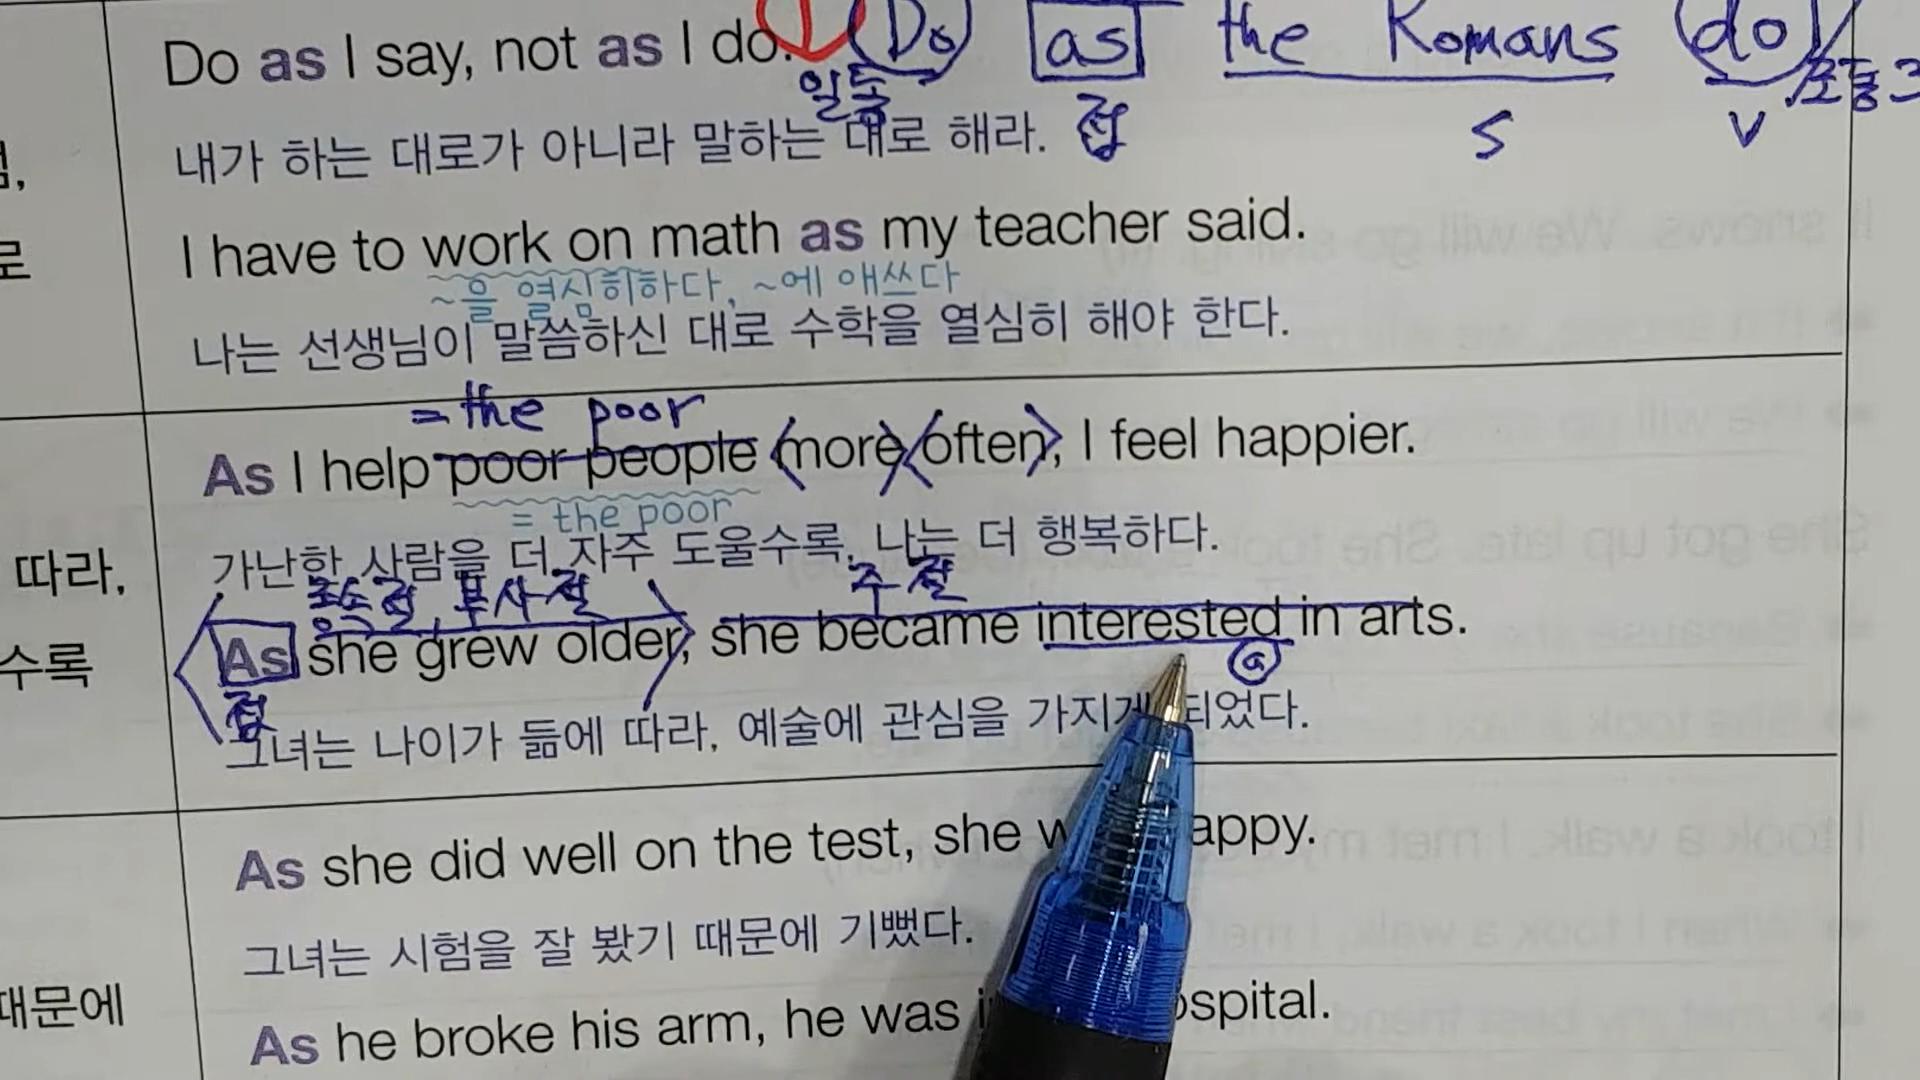 Do as I say, not as I do. Do as the Romans do
일동
접 S V
내가 하는 대로가 아니라 말하는 대로 해라.
I have to work on math as my teacher said.
~을 열심히하다, ~에 애쓰다
로
나는 선생님이 말씀하신 대로 수학을 열심히 해야 한다.
= the poor
As I help poor people more often, I feel happier.
= the poor
따라,
가난한 사람을 더 자주 도울수록, 나는 더 행복하다.
부사절 주절
수록
As she grew older, she became interested in arts.
접 a
그녀는 나이가 듦에 따라, 예술에 관심을 가지게 되었다.
As she did well on the test, she happy.
그녀는 시험을 잘 봤기 때문에 기뻤다.
때문에
As he broke his arm, he was hospital.